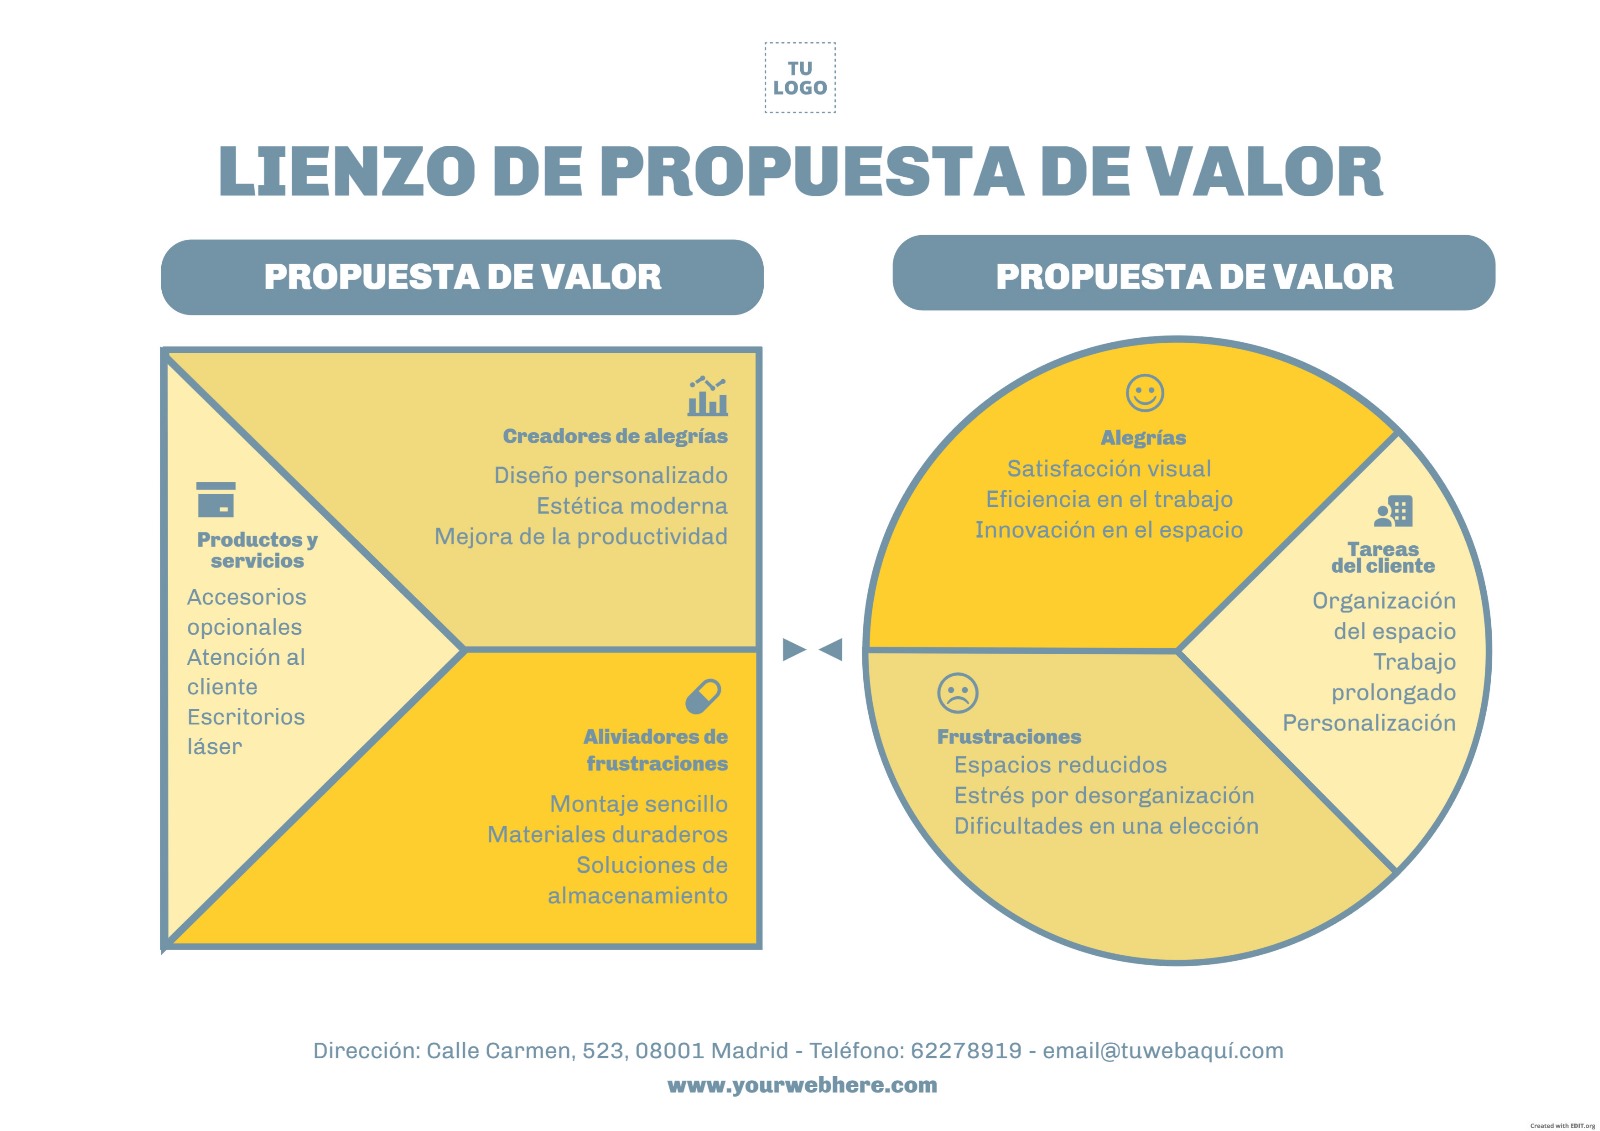 TU
LOGO
LIENZO DE PROPUESTA DE VALOR
PROPUESTA DE VALOR
PROPUESTA DE VALOR
Creadores de alegrías
Diseño personalizado
Estética moderna
Mejora de la productividad
Productos y
servicios
Accesorios
opcionales
Atención al
cliente
Escritorios
láser
Aliviadores de
frustraciones
Montaje sencillo
Materiales duraderos
Soluciones de
almacenamiento
Alegrías
Satisfacción visual
Eficiencia en el trabajo
Innovación en el espacio
Tareas
del cliente
Organización
del espacio
Trabajo
prolongado
Personalización
Frustraciones
Espacios reducidos
Estrés por desorganización
Dificultades en una elección
Dirección: Calle Carmen, 523, 08001 Madrid - Teléfono: 62278919 - email@tuwebaquí.com
www.yourwebhere.com
Created with EDIT.org